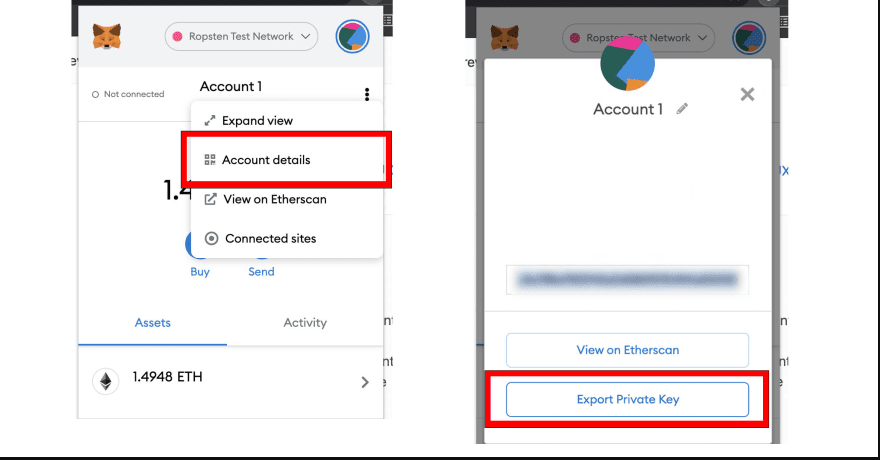 Ropsten Test Network
Not connected
Account 1
Expand view
Account details
View on Etherscan
Connected sites
1.4
Buy
Send
Assets
Activity
1.4948 ETH
Ropsten Test Network
Account 1
View on Etherscan
Export Private Key